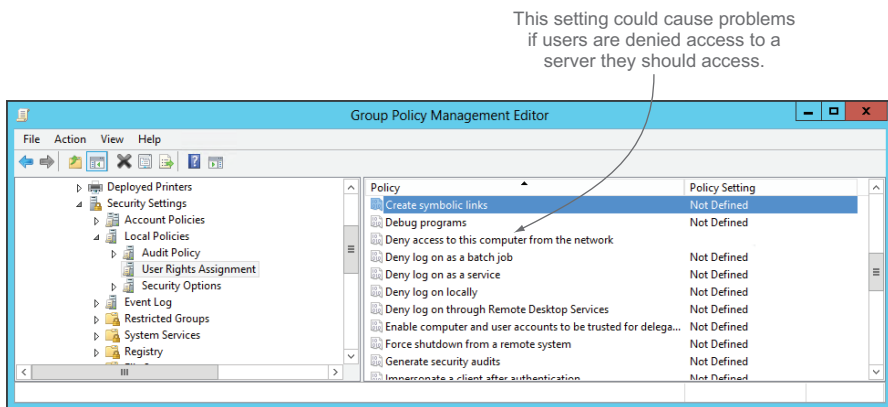 This setting could cause problems
if users are denied access to a
server they should access.
Group Policy Management Editor
File Action View Help
Deployed Printers
Security Settings
Account Policies
Local Policies
Audit Policy
User Rights Assignment
Security Options
Event Log
Restricted Groups
System Services
Registry
Policy Policy Setting
Create symbolic links Not Defined
Debug programs Not Defined
Deny access to this computer from the network
Deny log on as a batch job Not Defined
Deny log on as a service Not Defined
Deny log on locally Not Defined
Deny log on through Remote Desktop Services Not Defined
Enable computer and user accounts to be trusted for delega... Not Defined
Force shutdown from a remote system Not Defined
Generate security audits Not Defined
Impersonate a client after authentication Not Defined